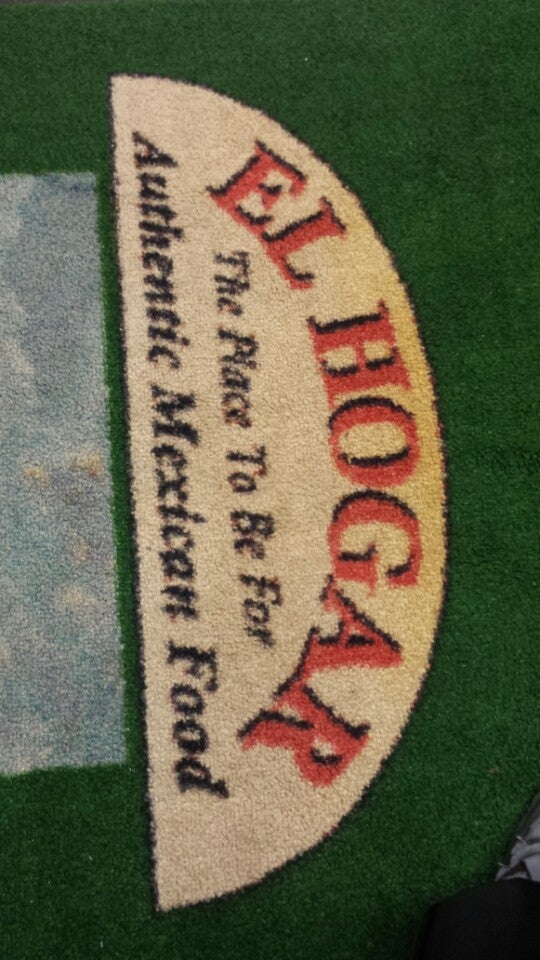 EL HOGAR
The Place To Be For
Authentic Mexican Food